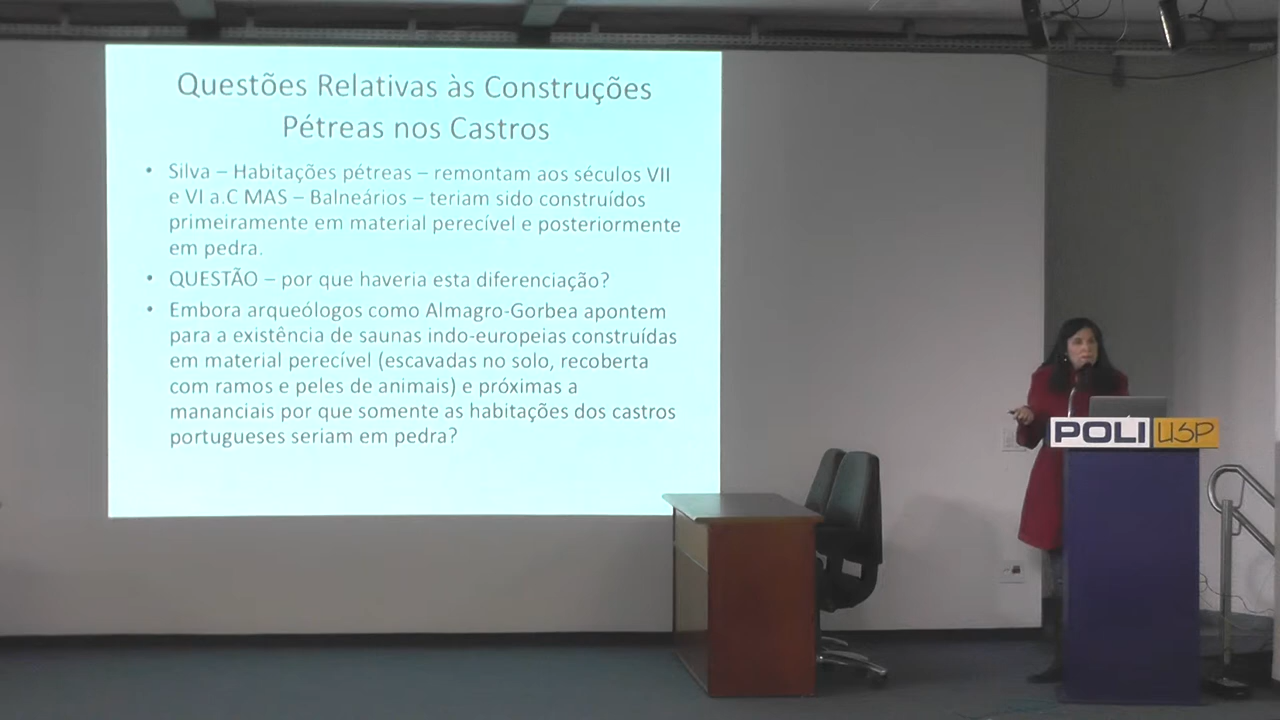 Questões Relativas às Construções
Pétreas nos Castros
• Silva – Habitações pétreas – remontam aos séculos VII
e VI a.C MAS – Balneários – teriam sido construídos
primeiramente em material perecível e posteriormente
em pedra.
• QUESTÃO – por que haveria esta diferenciação?
• Embora arqueólogos como Almagro-Gorbea apontem
para a existência de saunas indo-europeias construídas
em material perecível (escavadas no solo, recoberta
com ramos e peles de animais) e próximas a
mananciais por que somente as habitações dos castros
portugueses seriam em pedra?
POLI USP